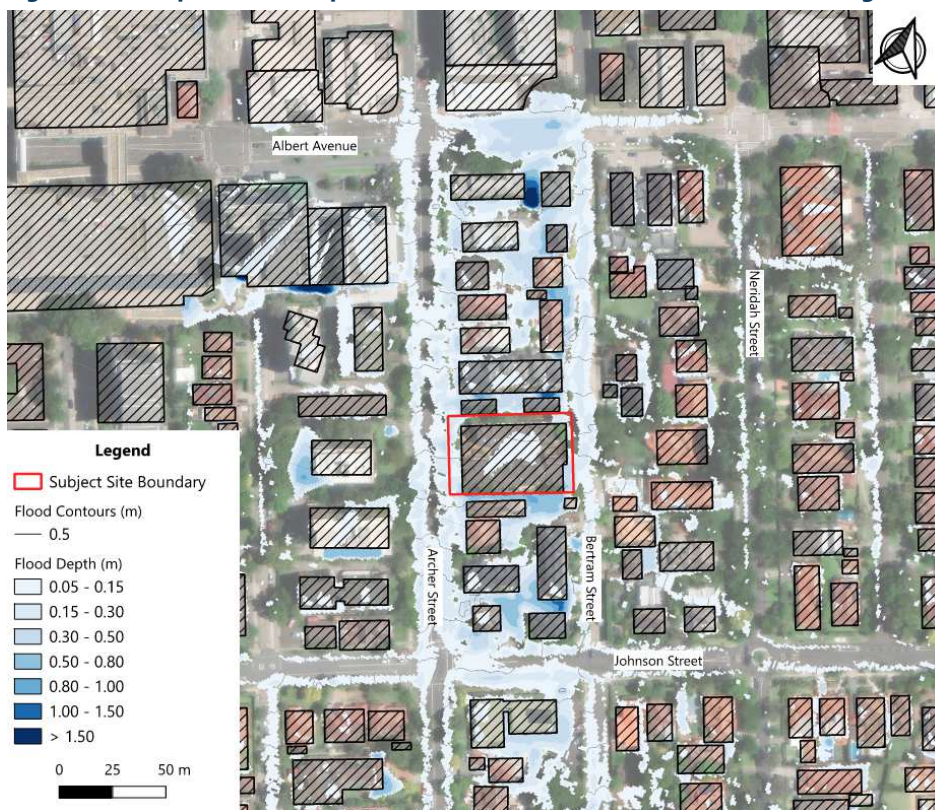 Albert Avenue
Neridah Street
Archer Street
Bertram Street
Johnson Street
Legend
Subject Site Boundary
Flood Contours (m)
0.5
Flood Depth (m)
0.05 - 0.15
0.15 - 0.30
0.30 - 0.50
0.50 - 0.80
0.80 - 1.00
1.00 - 1.50
> 1.50
0 25 50 m